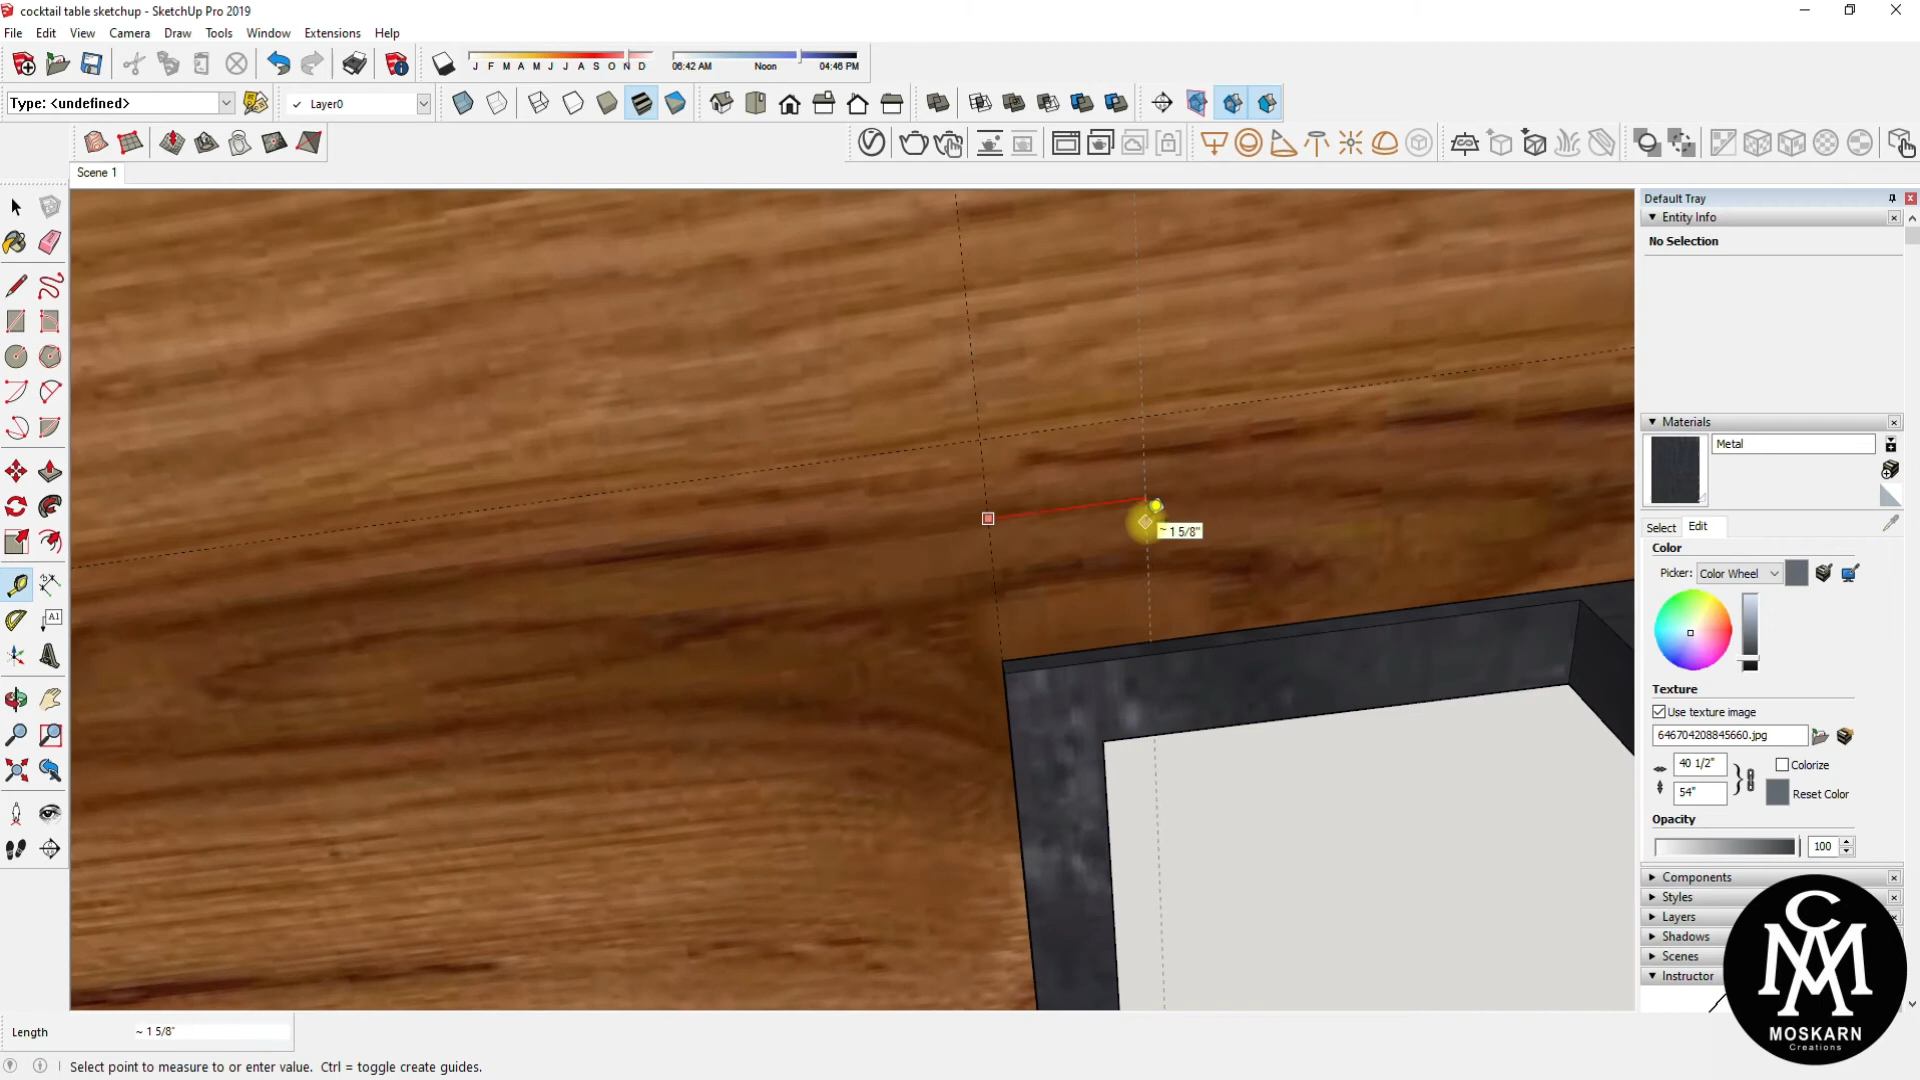 cocktail table sketchup - SketchUp Pro 2019
File Edit View Camera Draw Tools Window Extensions Help
J F M A M J J A S O N D
06:42 AM Noon 04:46 PM
Type: <undefined>
Layer0
Scene 1
Default Tray
Entity Info
No Selection
Materials
Metal
Select Edit
Color
Picker: Color Wheel
Texture
Use texture image
646704208845660.jpg
40 1/2"
Colorize
54"
Reset Color
Opacity
100
Components
Styles
Layers
Shadows
Scenes
Instructor
~ 1 5/8"
A1
CM
MOSKARN
Creations
Length ~ 1 5/8"
Select point to measure to or enter value. Ctrl = toggle create guides.